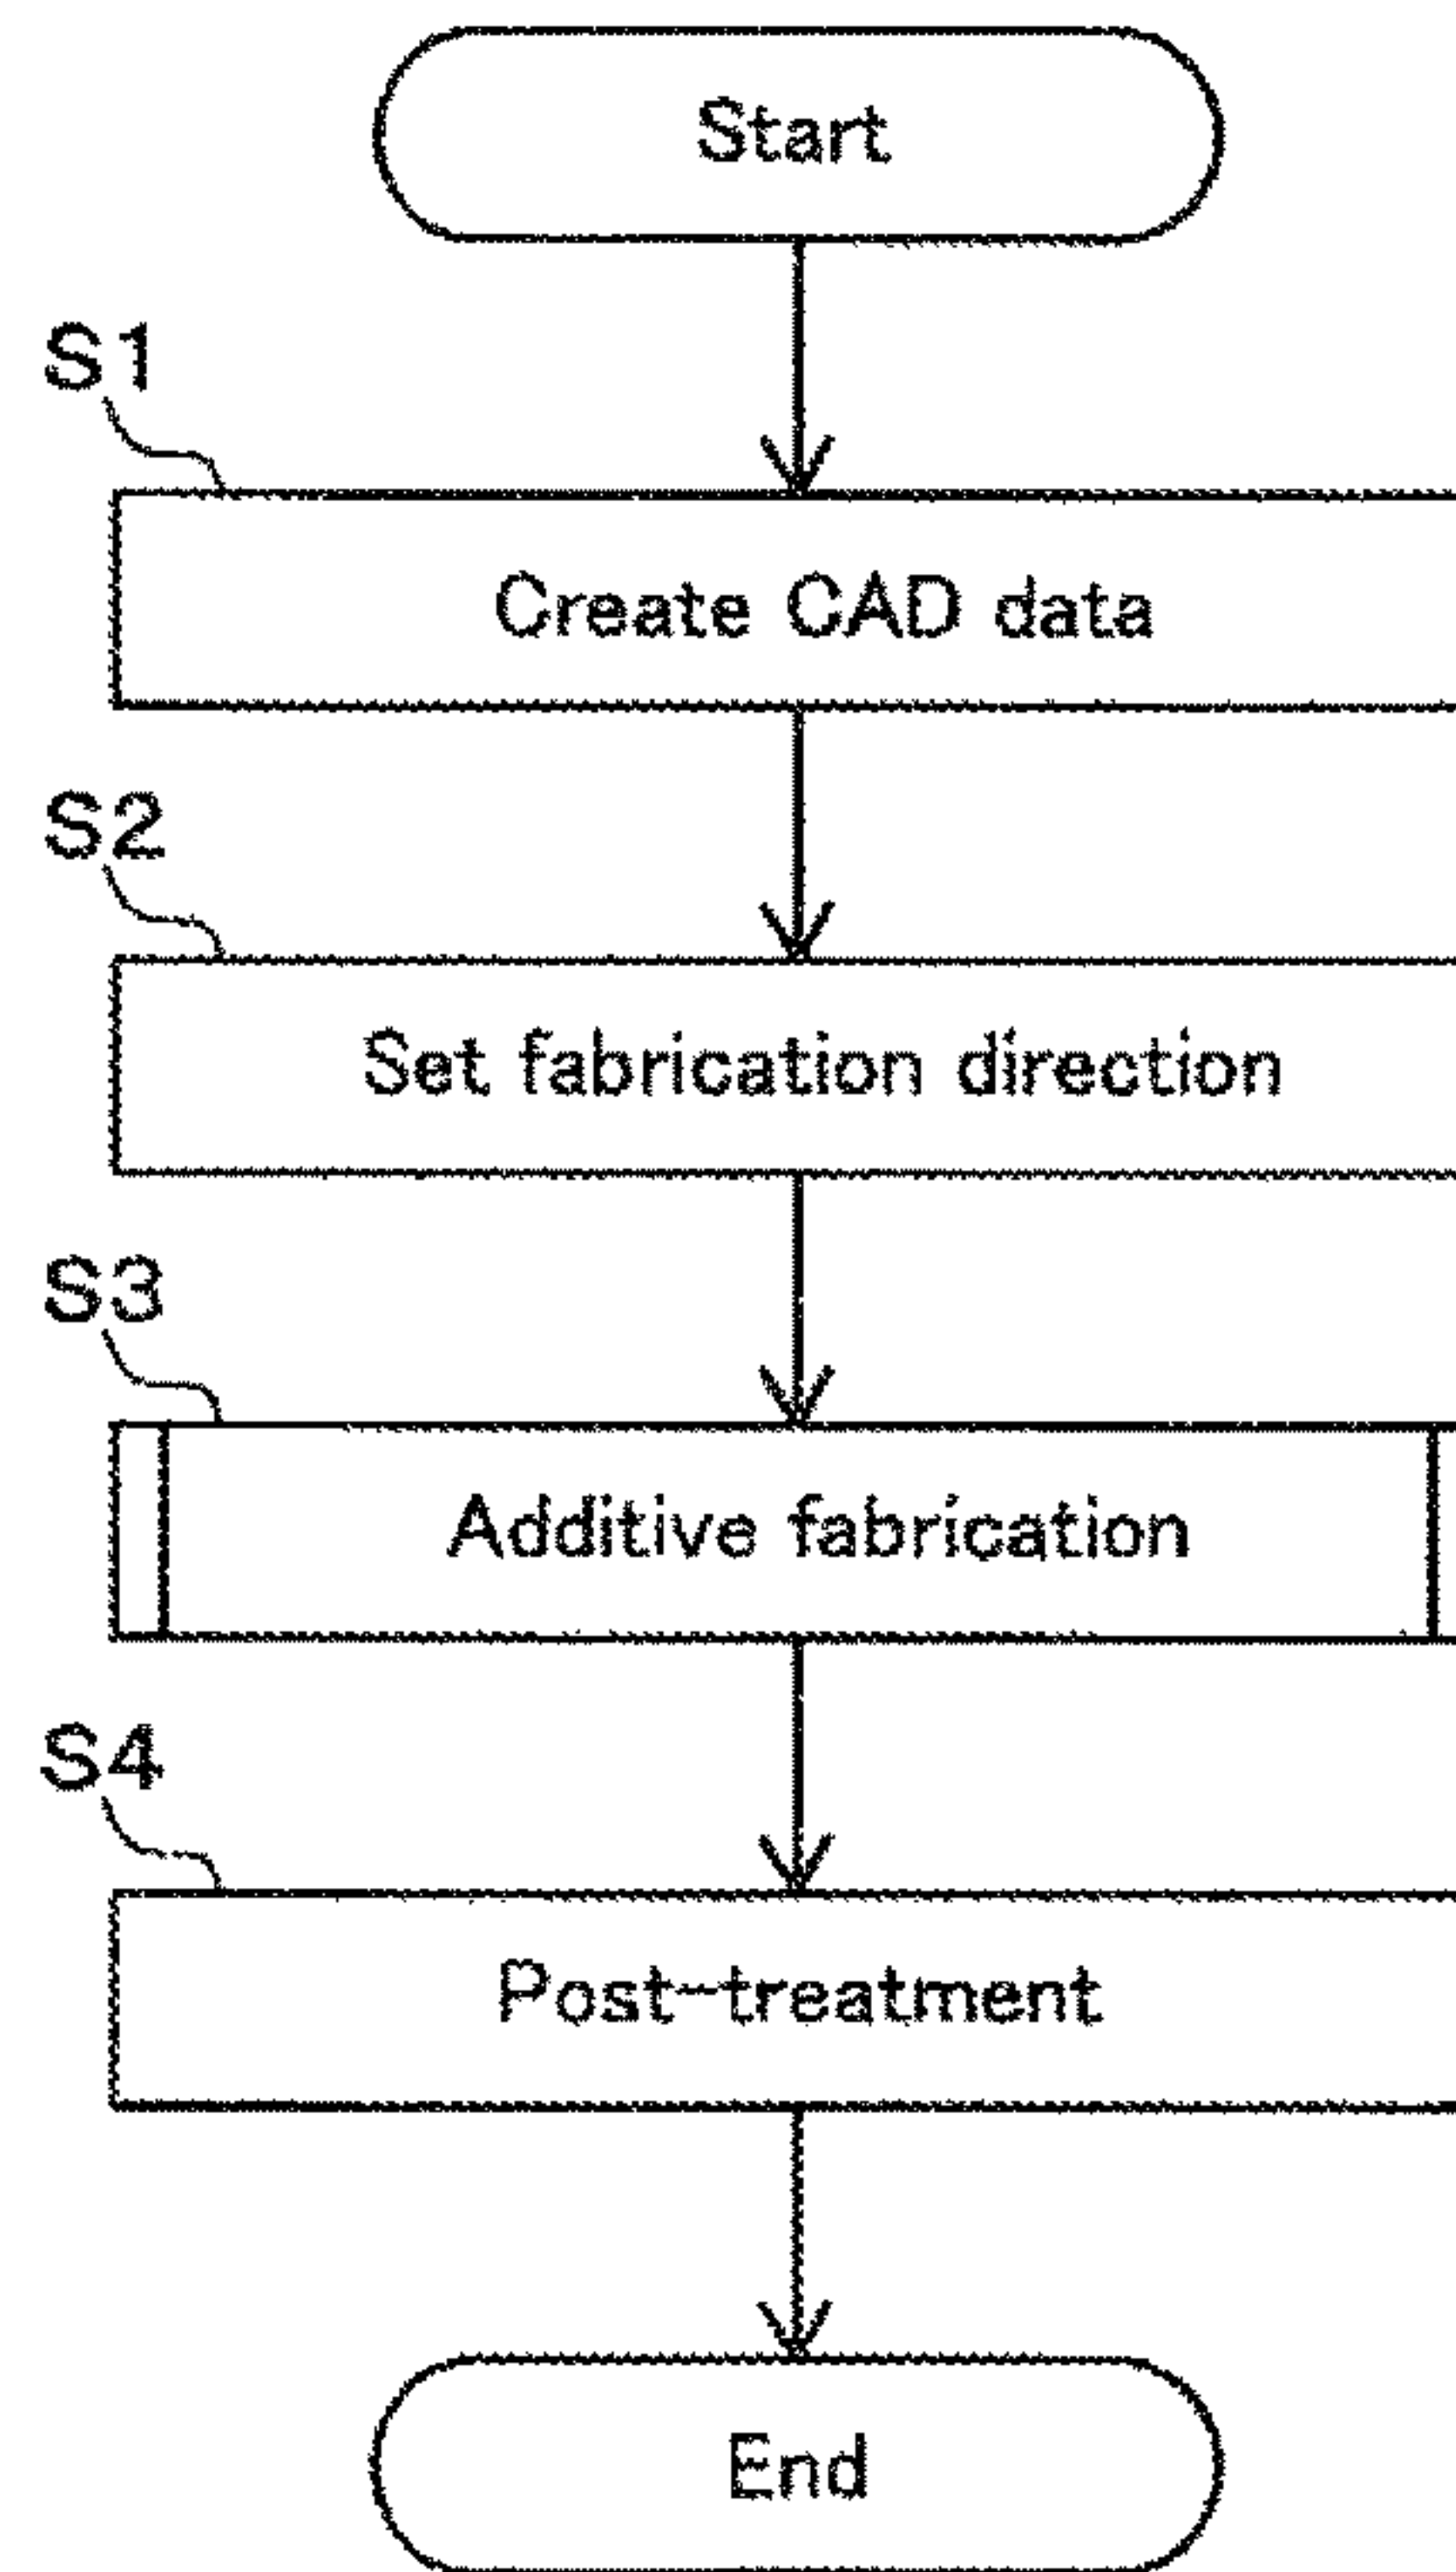 Start
S1
Create CAD data
S2
Set fabrication direction
S3
Additive fabrication
S4
Post-treatment
End